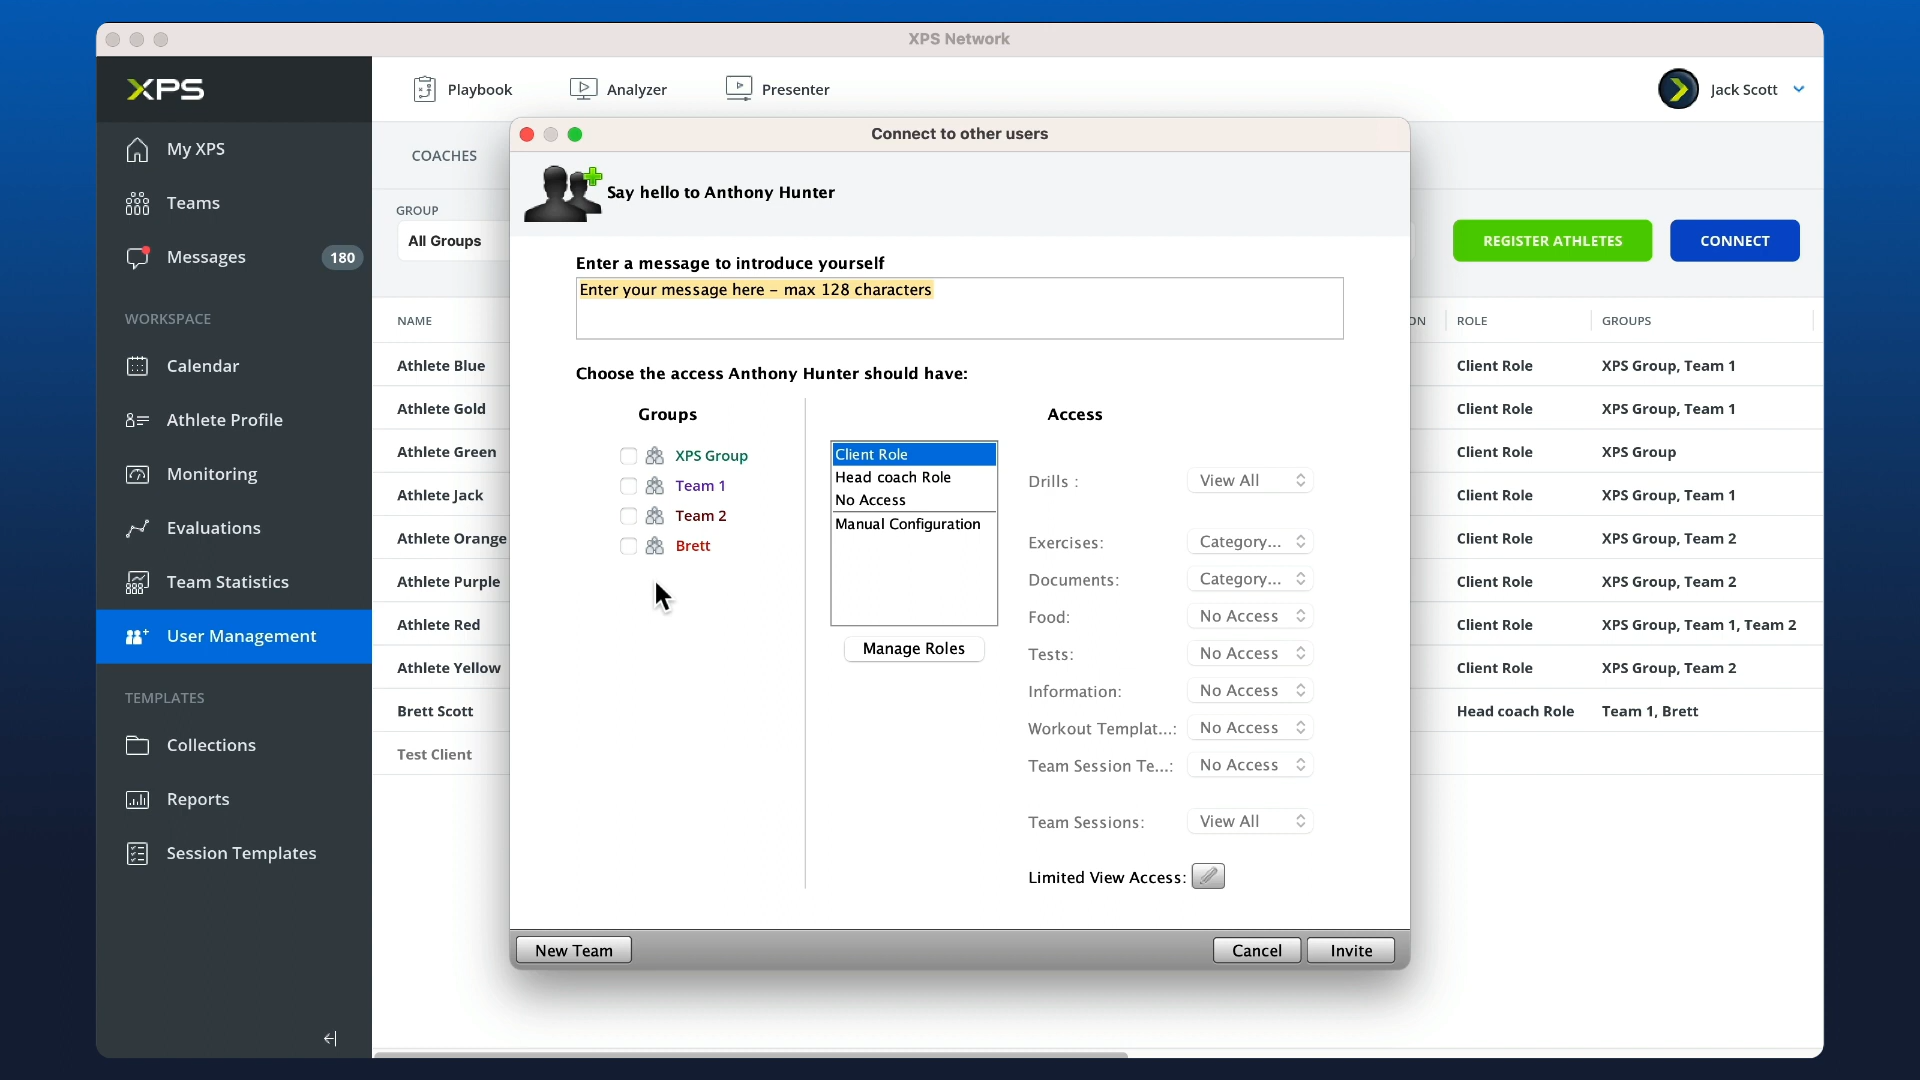 XPS Network
XPS
Playbook
Analyzer
Presenter
Jack Scott
My XPS
Teams
Messages
180
WORKSPACE
Calendar
Athlete Profile
Monitoring
Evaluations
Team Statistics
User Management
TEMPLATES
Collections
Reports
Session Templates
COACHES
GROUP
All Groups
REGISTER ATHLETES
CONNECT
NAME
ON
ROLE
GROUPS
Athlete Blue
Client Role
XPS Group, Team 1
Athlete Gold
Client Role
XPS Group, Team 1
Athlete Green
Client Role
XPS Group
Athlete Jack
Client Role
XPS Group, Team 1
Athlete Orange
Client Role
XPS Group, Team 2
Athlete Purple
Client Role
XPS Group, Team 2
Athlete Red
Client Role
XPS Group, Team 1, Team 2
Athlete Yellow
Client Role
XPS Group, Team 2
Brett Scott
Head coach Role
Team 1, Brett
Test Client
Connect to other users
Say hello to Anthony Hunter
Enter a message to introduce yourself
Enter your message here – max 128 characters
Choose the access Anthony Hunter should have:
Groups
XPS Group
Team 1
Team 2
Brett
Access
Client Role
Head coach Role
No Access
Manual Configuration
Manage Roles
Drills :
View All
Exercises:
Category...
Documents:
Category...
Food:
No Access
Tests:
No Access
Information:
No Access
Workout Templat...:
No Access
Team Session Te...:
No Access
Team Sessions:
View All
Limited View Access:
New Team
Cancel
Invite